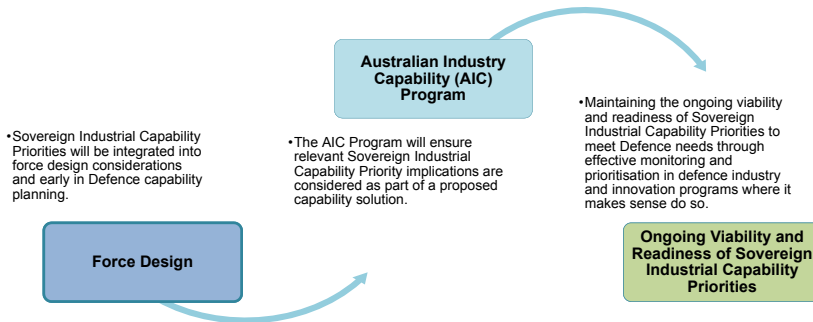 •Sovereign Industrial Capability
Priorities will be integrated into
force design considerations
and early in Defence capability
planning.
Force Design
Australian Industry
Capability (AIC)
Program
•The AIC Program will ensure
relevant Sovereign Industrial
Capability Priority implications are
considered as part of a proposed
capability solution.
•Maintaining the ongoing viability
and readiness of Sovereign
Industrial Capability Priorities to
meet Defence needs through
effective monitoring and
prioritisation in defence industry
and innovation programs where it
makes sense do so.
Ongoing Viability and
Readiness of Sovereign
Industrial Capability
Priorities